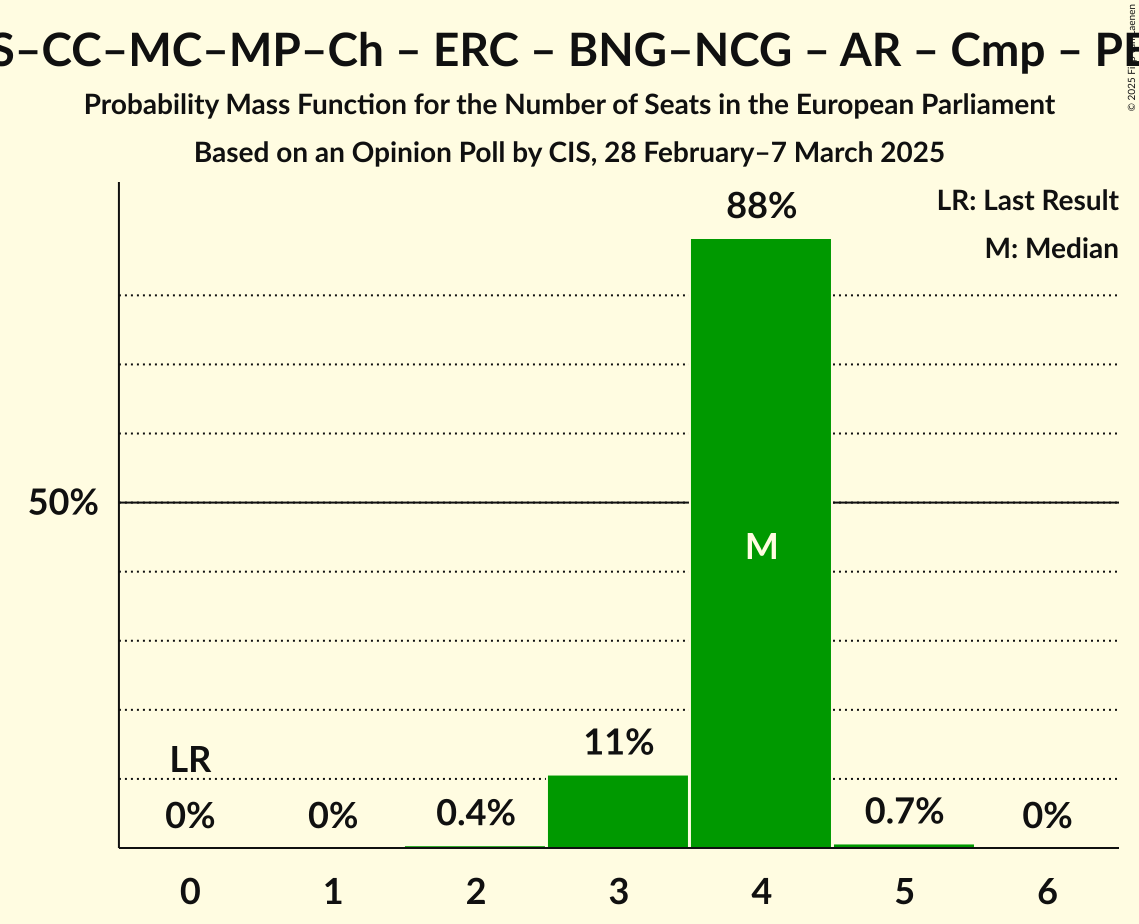 S–CC–MC–MP–Ch – ERC – BNG–NCG – AR – Cmp –
Probability Mass Function for the Number of Seats in the European Parliament
Based on an Opinion Poll by CIS, 28 February–7 March 2025
© 2025
LR: Last Result
M: Median
88%
50%
M
11%
LR
0%
0%
0.4%
0.7%
0%
0 1 2 3 4 5 6